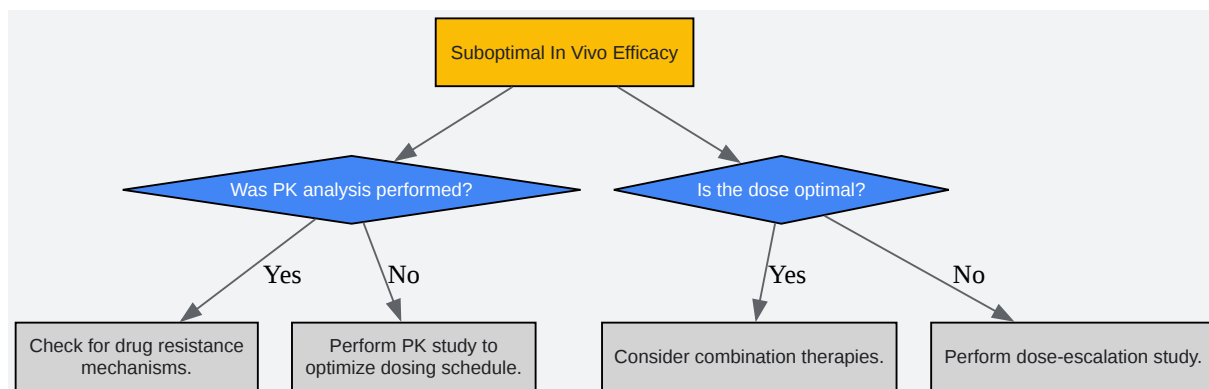 Suboptimal In Vivo Efficacy
Was PK analysis performed?
Is the dose optimal?
Yes
No
Yes
No
Check for drug resistance
mechanisms.
Perform PK study to
optimize dosing schedule.
Consider combination therapies.
Perform dose-escalation study.